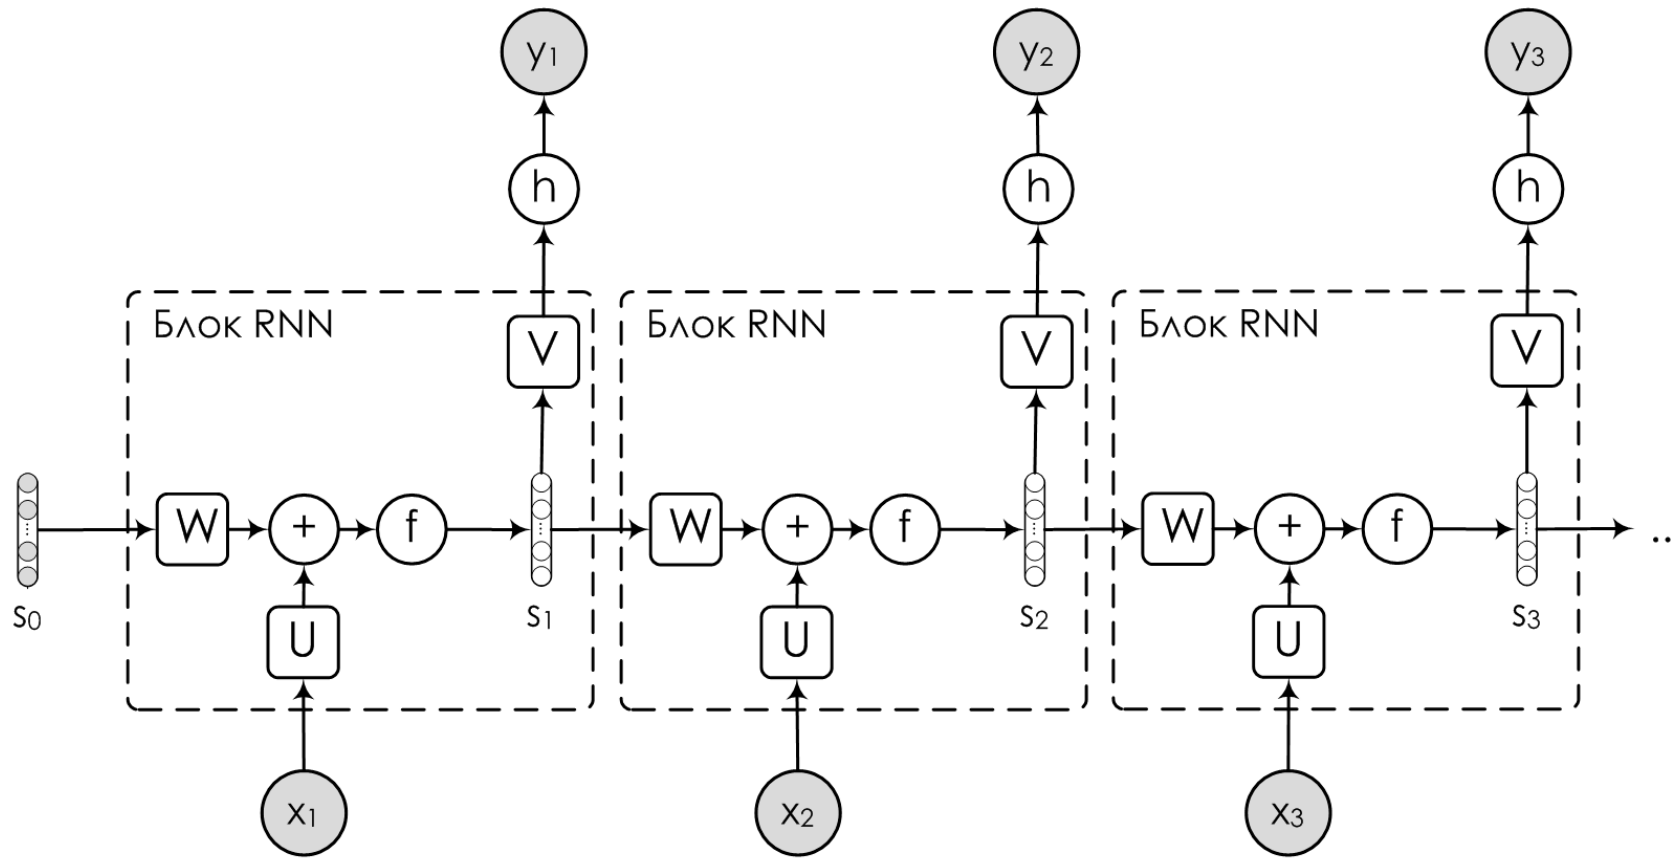 y1 y2 y3
h h h
Блок RNN Блок RNN Блок RNN
V V V
W + f W + f W + f ..
s0 s1 s2 s3
U U U
x1 x2 x3